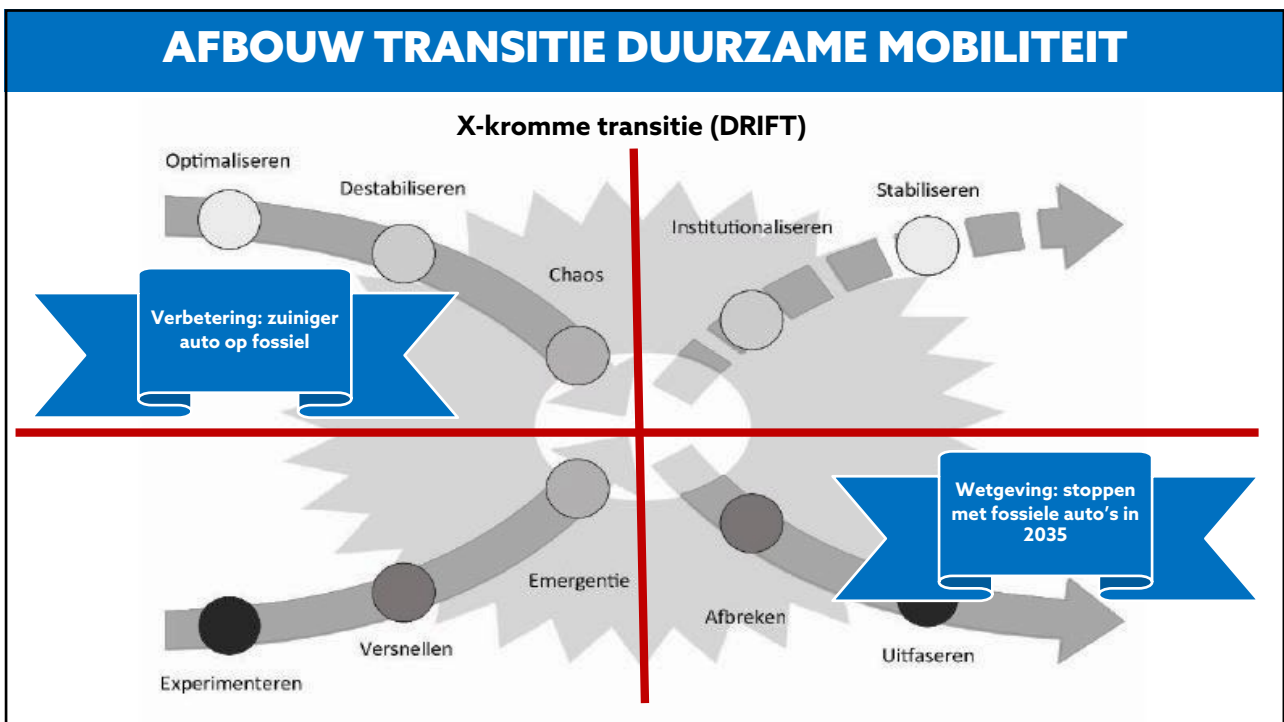 AFBOUW TRANSITIE DUURZAME MOBILITEIT
X-kromme transitie (DRIFT)
Optimaliseren
Destabiliseren
Chaos
Institutionaliseren
Stabiliseren
Verbetering: zuiniger
auto op fossiel
Wetgeving: stoppen
met fossiele auto's in
2035
Emergentie
Versnellen
Experimenteren
Afbreken
Uitfaseren